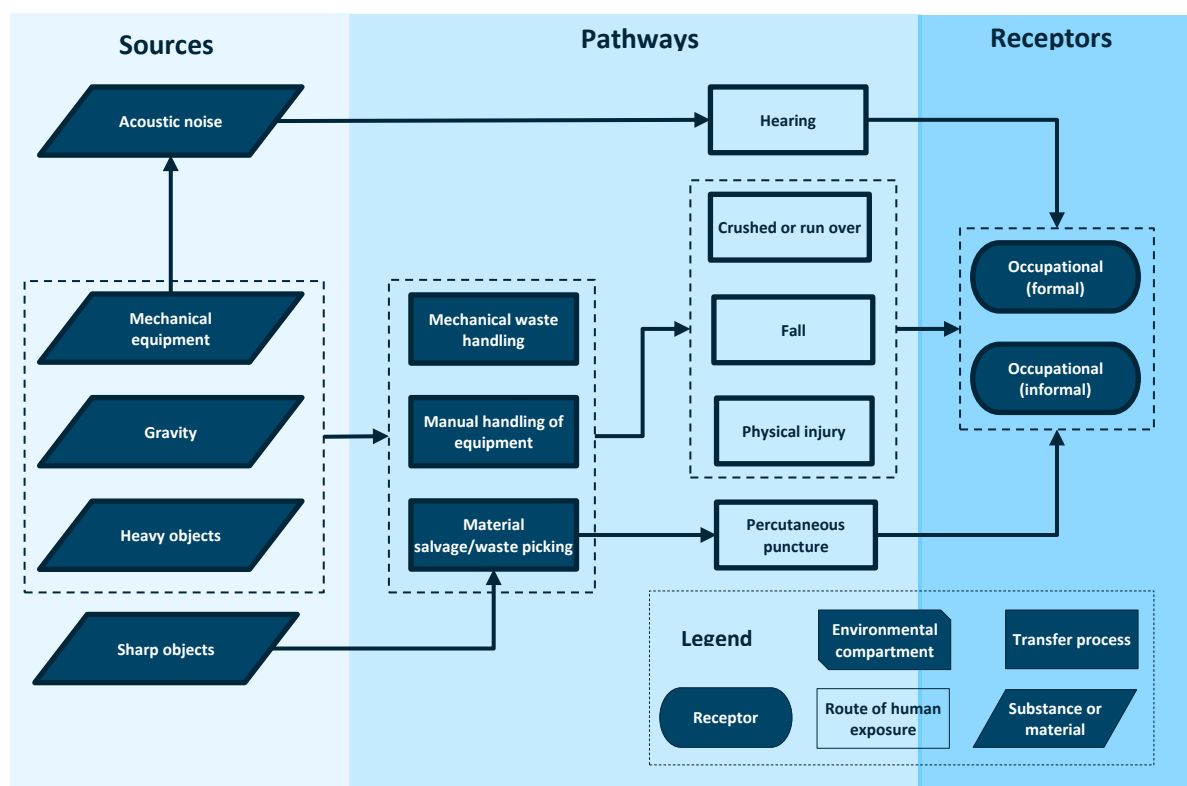 Sources
Pathways
Receptors
Acoustic noise
Hearing
Crushed or run over
Occupational
(formal)
Mechanical
equipment
Mechanical waste
handling
Fall
Occupational
(informal)
Gravity
Manual handling of
equipment
Physical injury
Heavy objects
Material
salvage/waste picking
Percutaneous
puncture
Sharp objects
Legend
Environmental
compartment
Transfer process
Receptor
Route of human
exposure
Substance or
material